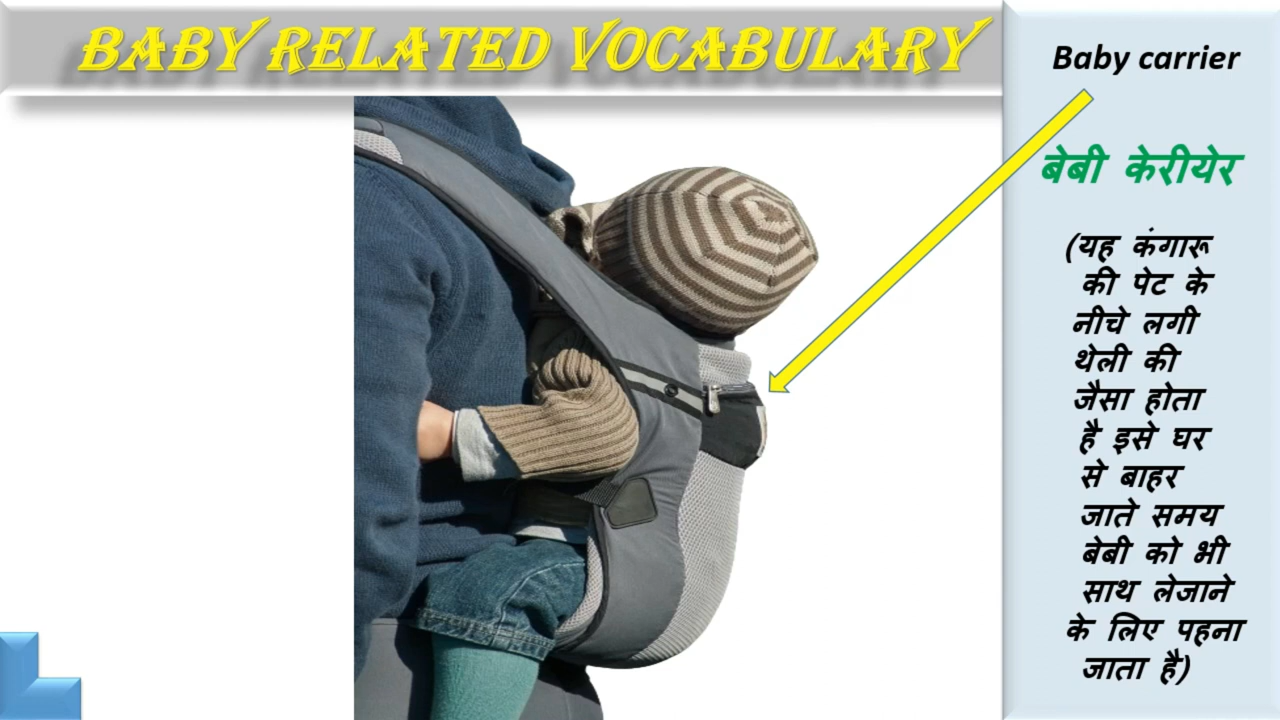 BABY RELATED VOCABULARY
Baby carrier
बेबी केरीयेर
(यह कंगारू
की पेट के
नीचे लगी
थेली की
जैसा होता
है इसे घर
से बाहर
जाते समय
बेबी को भी
साथ लेजाने
के लिए पहना
जाता है)